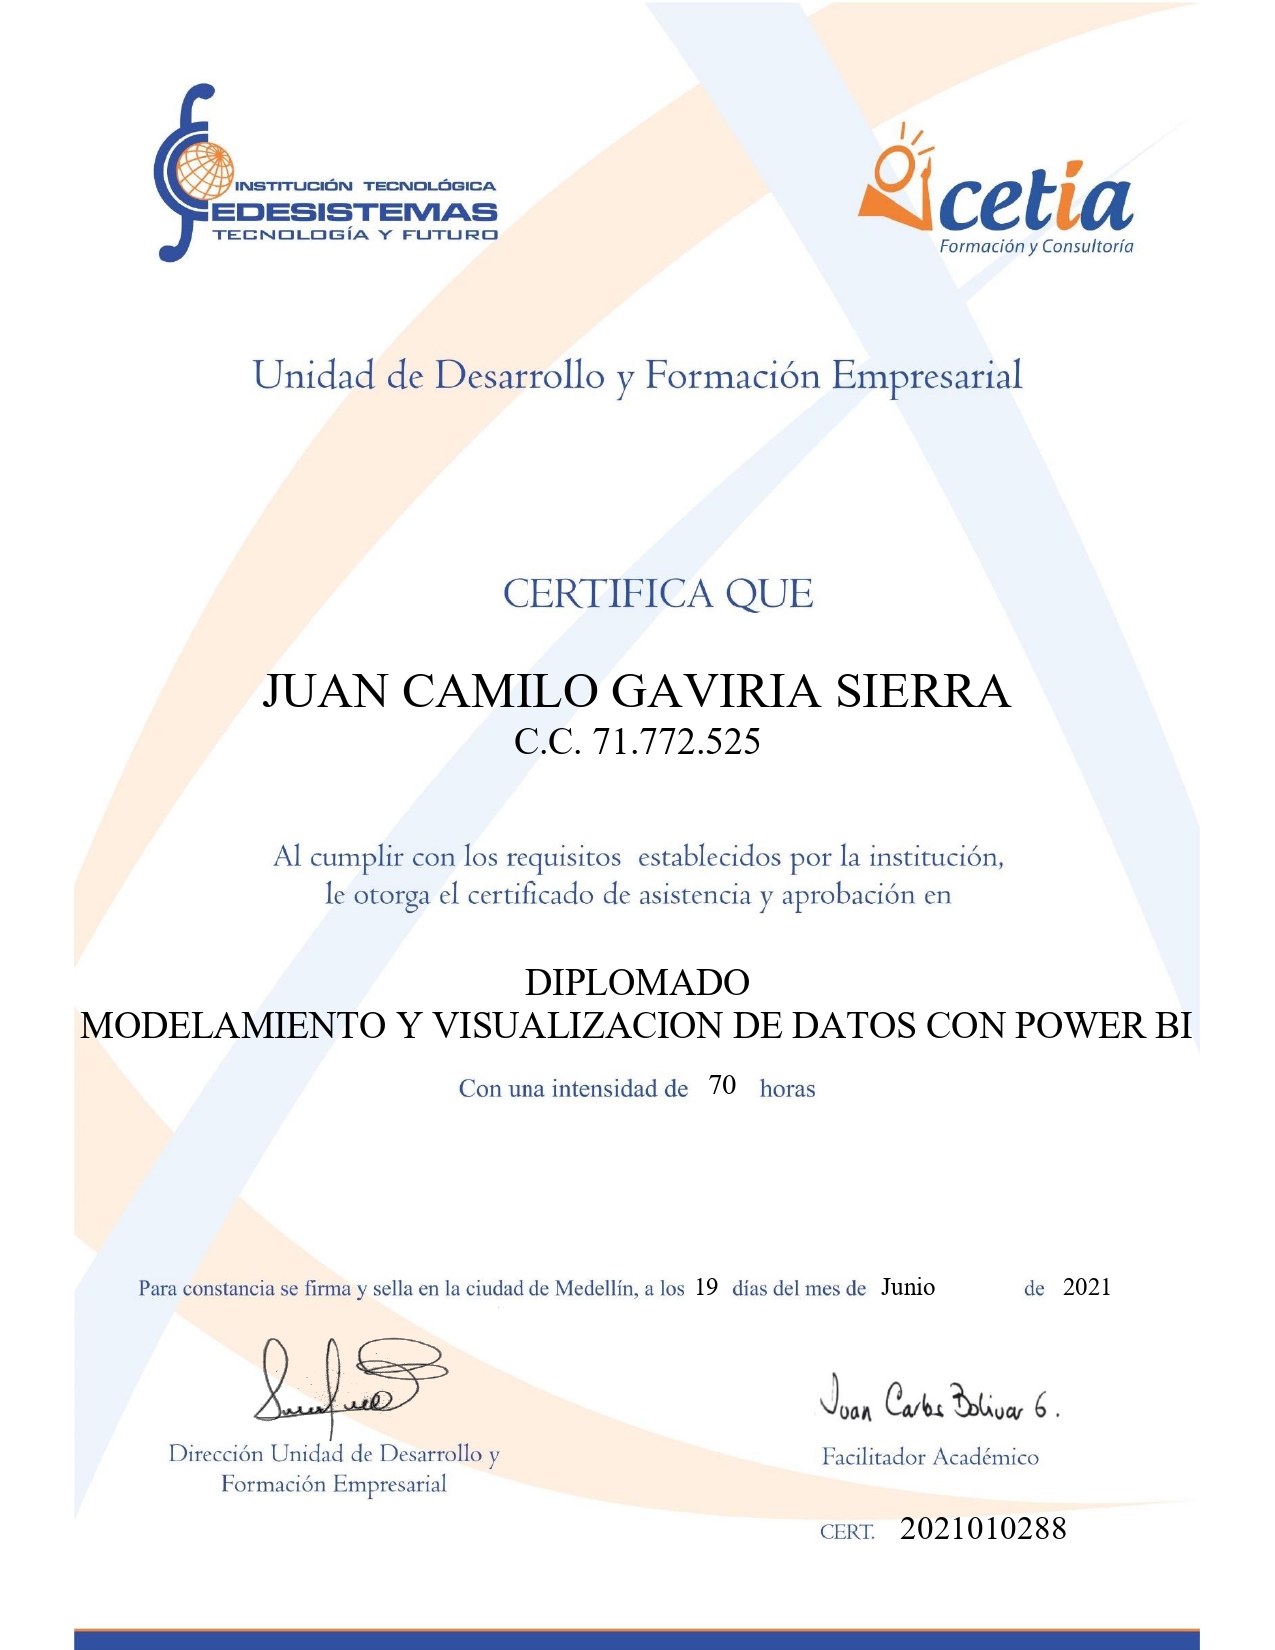 INSTITUCIÓN TECNOLÓGICA
EDESISTEMAS
TECNOLOGÍA Y FUTURO
cetia
Formación y Consultoría
Unidad de Desarrollo y Formación Empresarial
CERTIFICA QUE
JUAN CAMILO GAVIRIA SIERRA
C.C. 71.772.525
Al cumplir con los requisitos establecidos por la institución,
le otorga el certificado de asistencia y aprobación en
DIPLOMADO
MODELAMIENTO Y VISUALIZACION DE DATOS CON POWER BI
Con una intensidad de 70 horas
Para constancia se firma y sella en la ciudad de Medellín, a los 19 días del mes de Junio de 2021
Juan Carlos Bolivar G.
Dirección Unidad de Desarrollo y
Formación Empresarial
Facilitador Académico
CERT. 2021010288